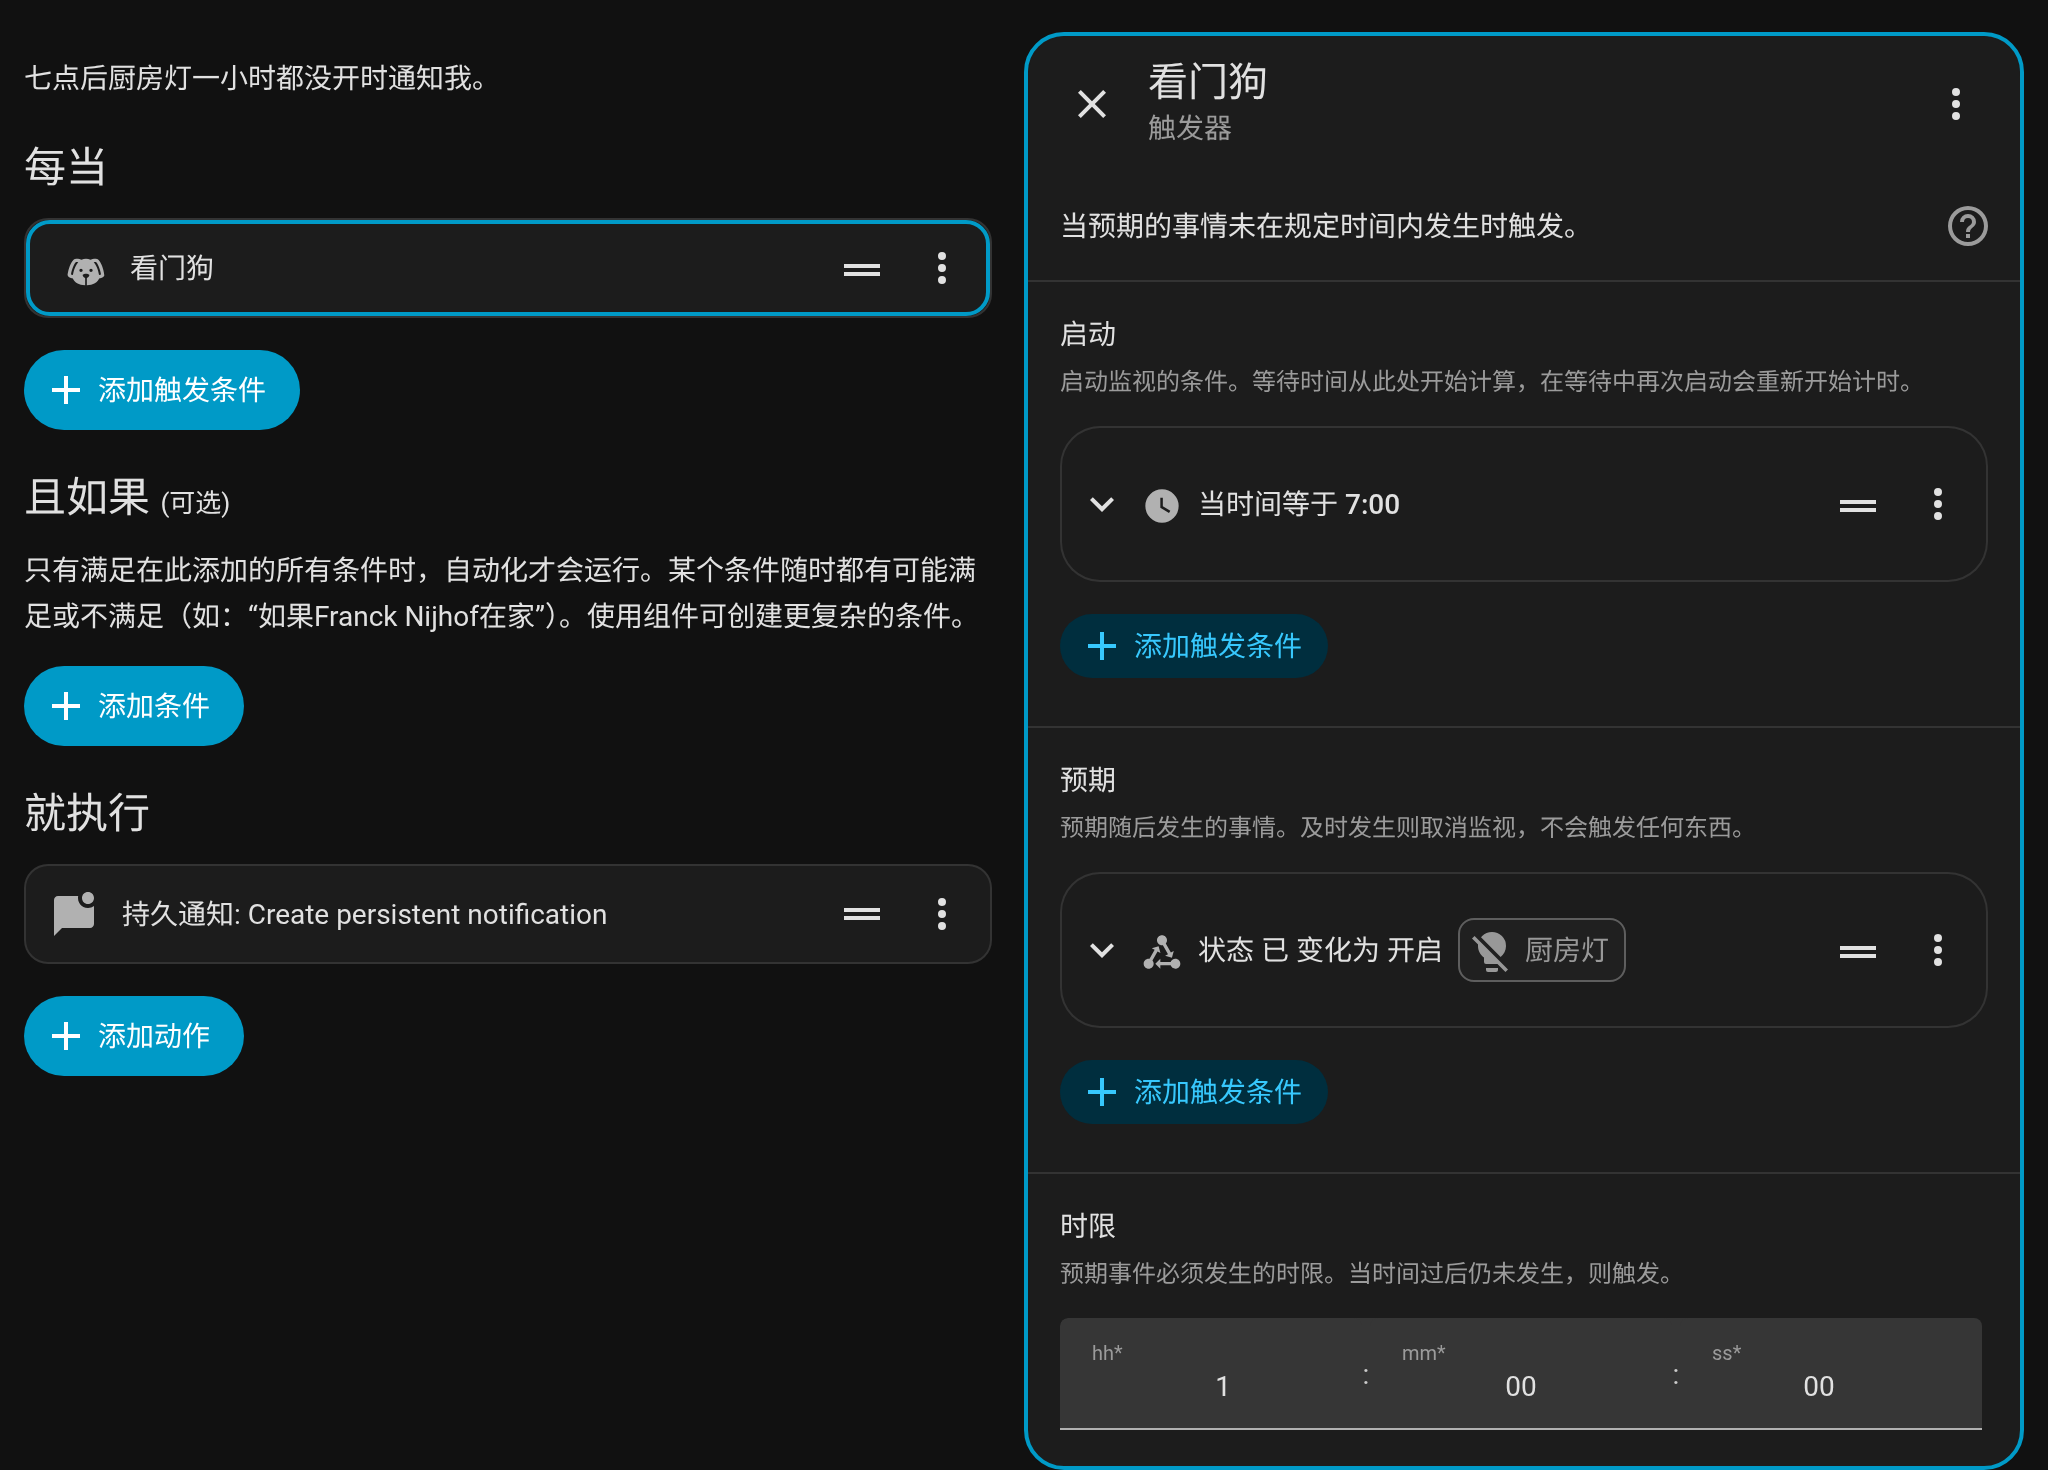 七点后厨房灯一小时都没开时通知我。
每当
看门狗
添加触发条件
且如果 (可选)
只有满足在此添加的所有条件时，自动化才会运行。某个条件随时都有可能满
足或不满足（如：“如果Franck Nijhof在家”）。使用组件可创建更复杂的条件。
添加条件
就执行
持久通知: Create persistent notification
添加动作
看门狗
触发器
当预期的事情未在规定时间内发生时触发。
启动
启动监视的条件。等待时间从此处开始计算，在等待中再次启动会重新开始计时。
当时间等于 7:00
添加触发条件
预期
预期随后发生的事情。及时发生则取消监视，不会触发任何东西。
状态 已 变化为 开启 厨房灯
添加触发条件
时限
预期事件必须发生的时限。当时间过后仍未发生，则触发。
hh* mm* ss*
1 : 00 : 00